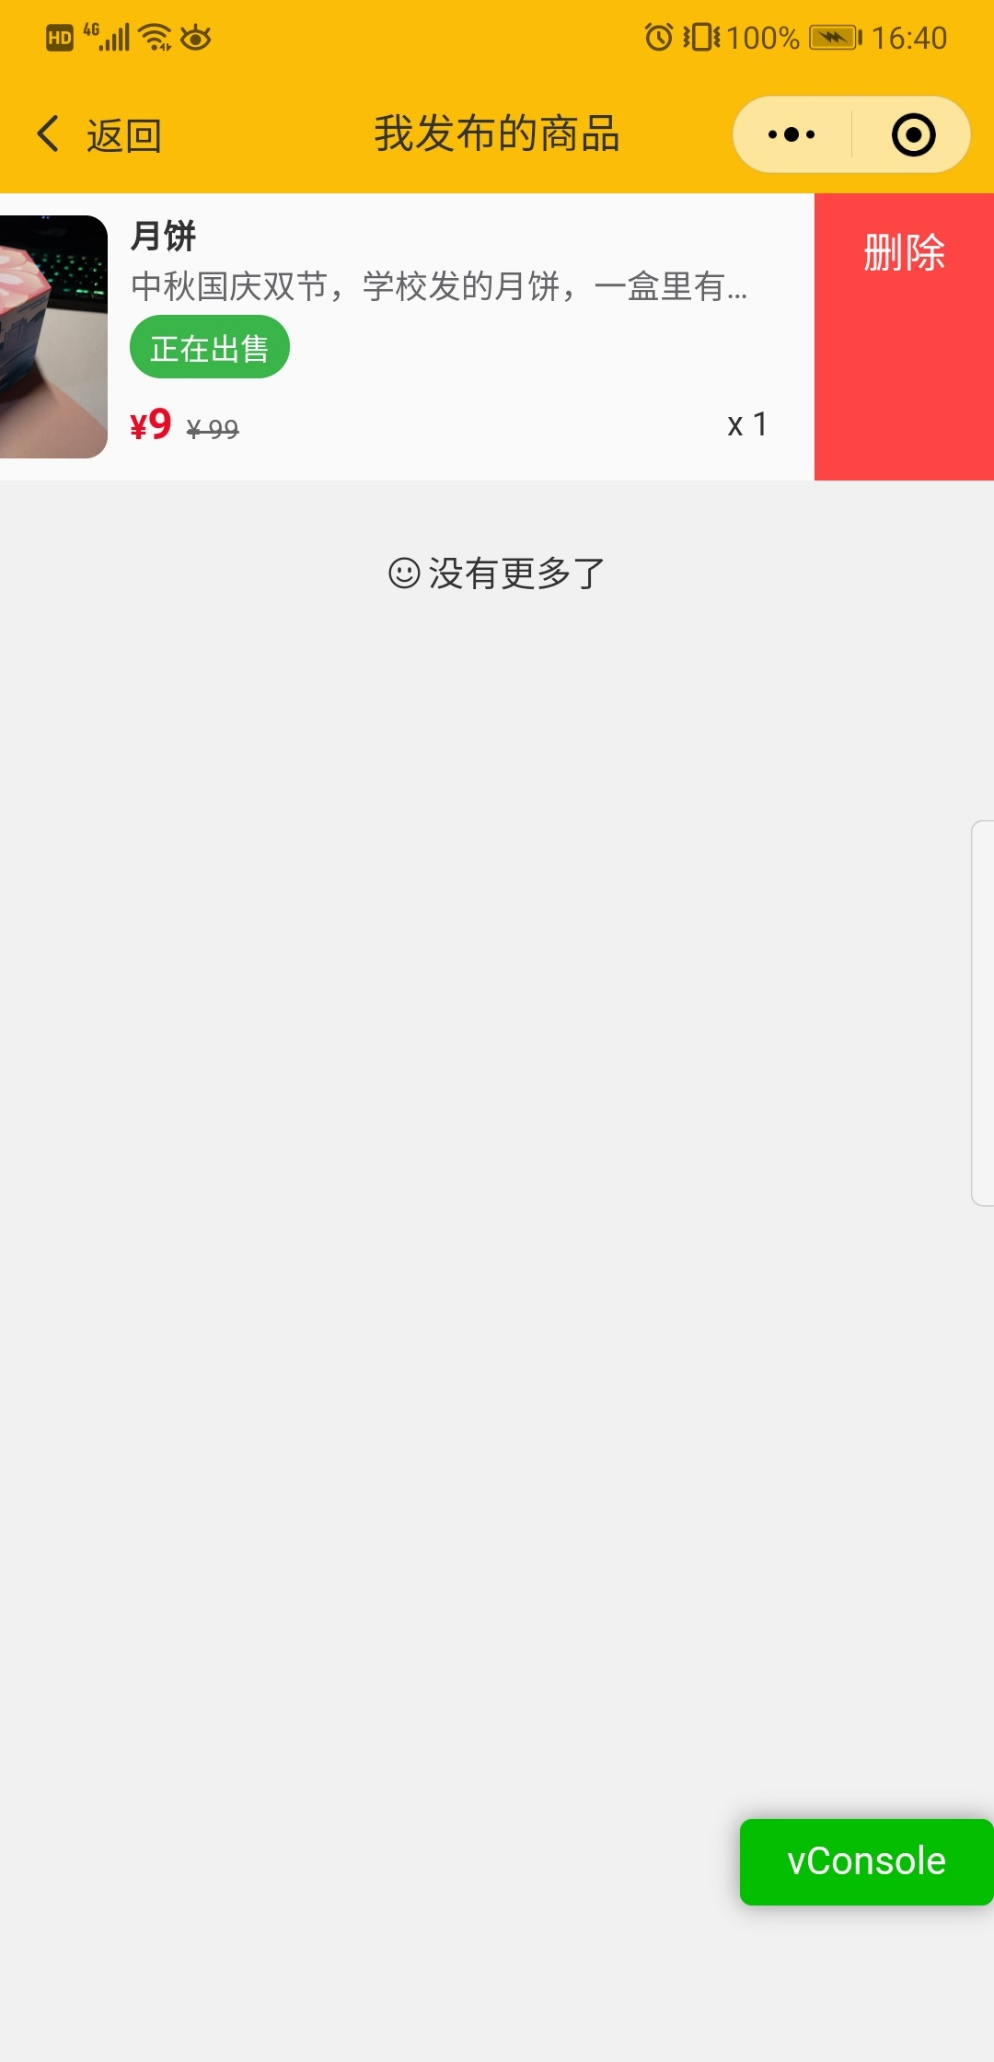 HD 4G 100% 16:40
返回 我发布的商品
月饼
删除
中秋国庆双节，学校发的月饼，一盒里有...
正在出售
¥9 ¥ 99 x 1
没有更多了
vConsole